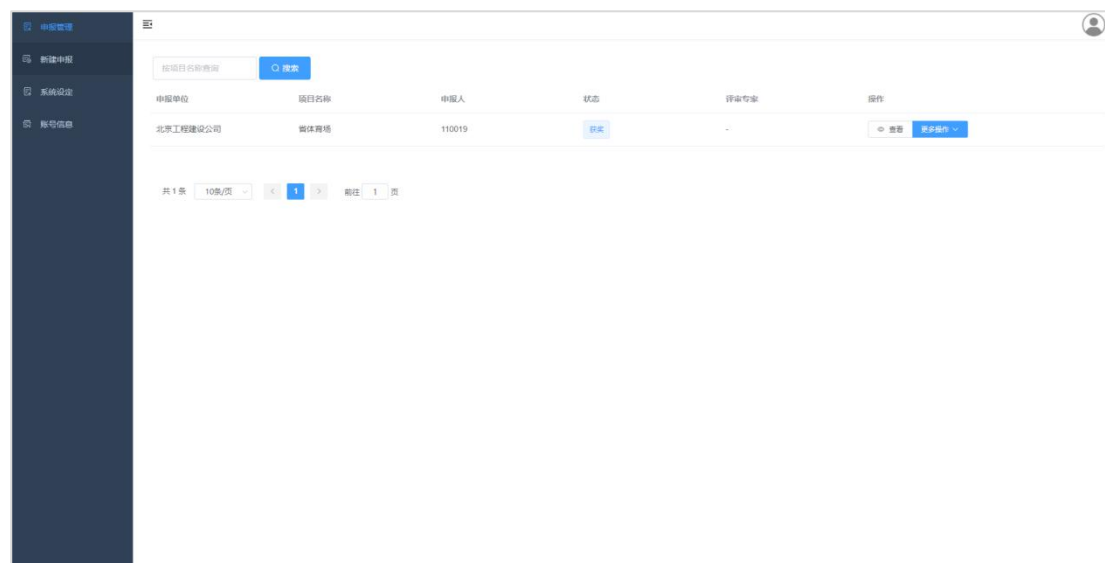 申报管理
新建申报
系统设定
账号信息
按项目名称查询
搜索
申报单位 项目名称 申报人 状态 评审专家 操作
北京工程建设公司 省体育场 110019 获奖 - 查看 更多操作
共 1 条 10条/页 1 前往 1 页